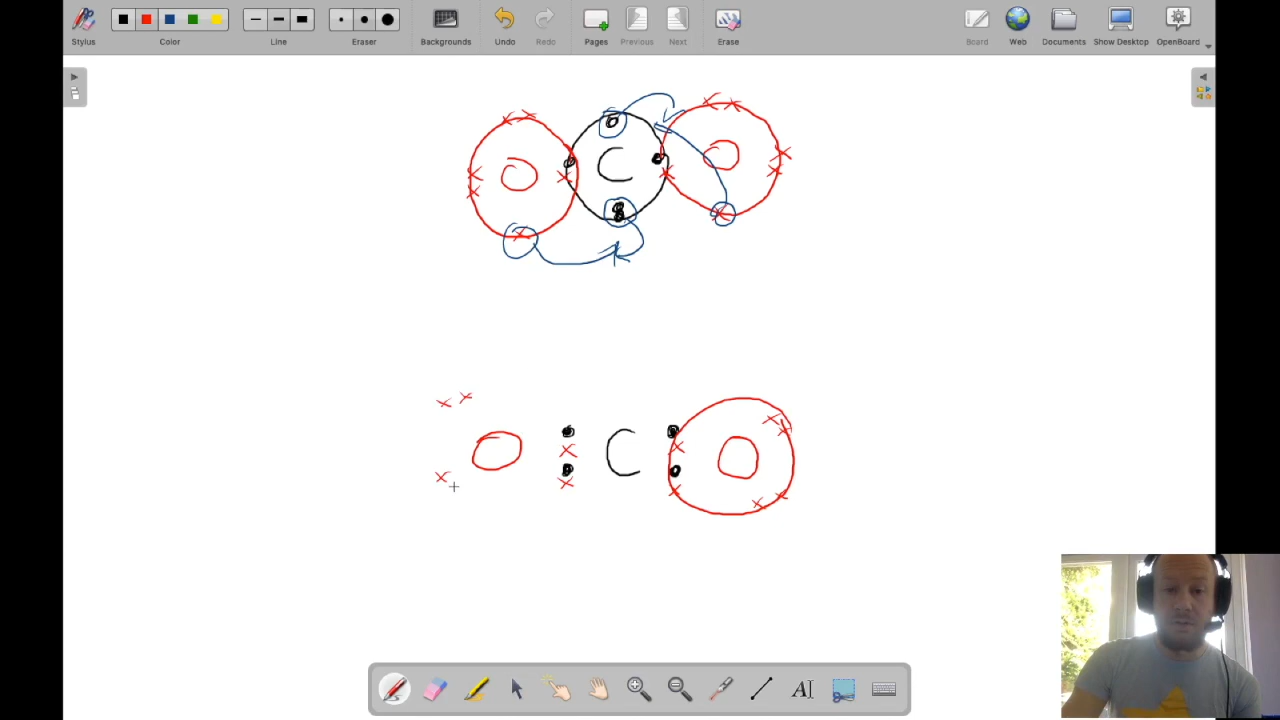 Stylus Color Line Eraser Backgrounds Undo Redo Pages Previous Next Erase Board Web Documents Show Desktop OpenBoard
O C O
O C O
A